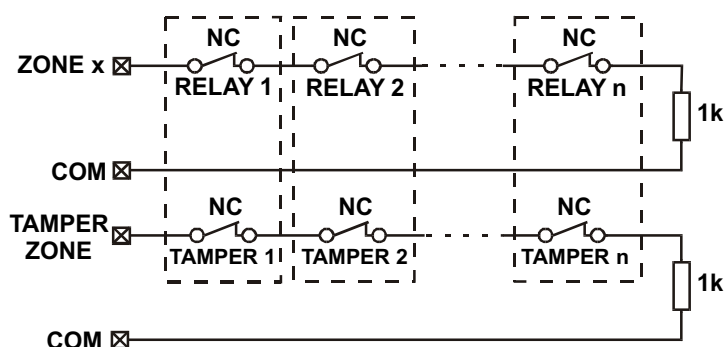 NC NC NC
ZONE x
RELAY 1 RELAY 2 RELAY n
1k
COM
NC NC NC
TAMPER
ZONE
TAMPER 1 TAMPER 2 TAMPER n
1k
COM